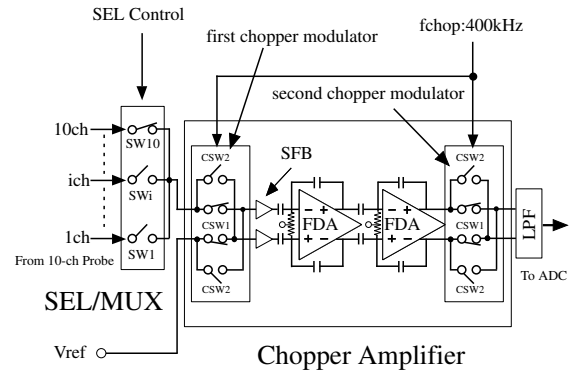 SEL Control
first chopper modulator
fchop:400kHz
second chopper modulator
10ch
SW10
ich
SWi
1ch
SW1
From 10-ch Probe
SEL/MUX
Vref
CSW2
CSW1
CSW2
SFB
FDA
FDA
CSW2
CSW1
CSW2
LPF
To ADC
Chopper Amplifier